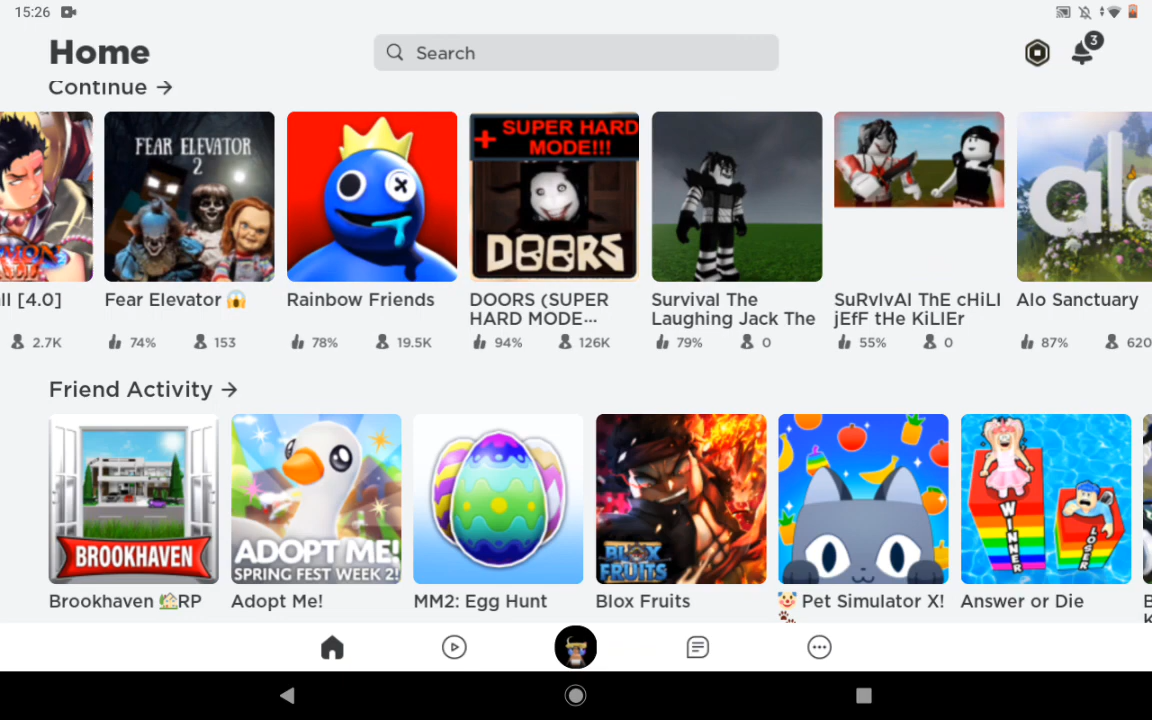 15:26
Home
Search
3
Continue →
FEAR ELEVATOR
2
+ SUPER HARD
MODE!!!
DOORS
alo
ll [4.0]
Fear Elevator 😱
Rainbow Friends
DOORS (SUPER
HARD MODE...
Survival The
Laughing Jack The
SuRvIvAl ThE cHiLl
jEfF tHe KiLlEr
Alo Sanctuary
2.7K
74%
153
78%
19.5K
94%
126K
79%
0
55%
0
87%
620
Friend Activity →
BROOKHAVEN
ADOPT ME!
SPRING FEST WEEK 2!
BLOX
FRUITS
WINNER
LOSER
Brookhaven 🏡RP
Adopt Me!
MM2: Egg Hunt
Blox Fruits
🤡 Pet Simulator X!
🐾
Answer or Die